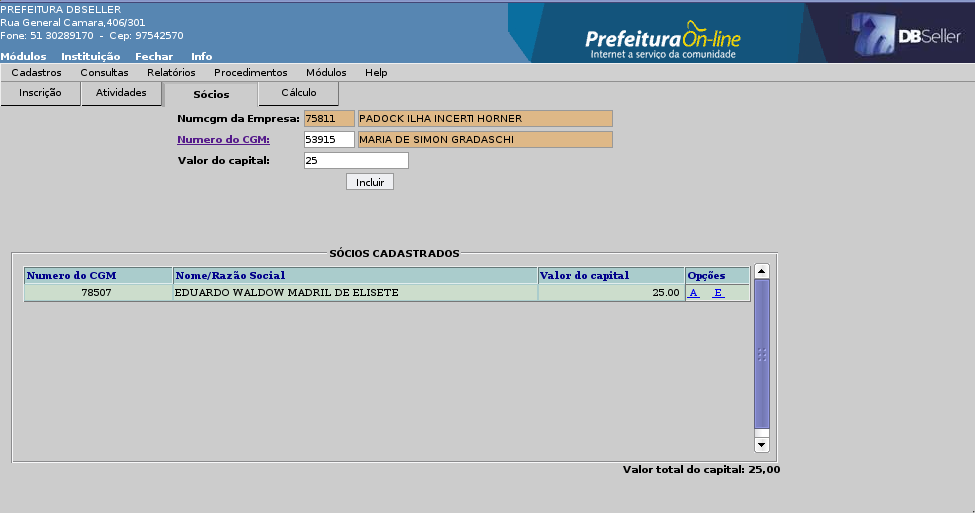 PREFEITURA DBSELLER
Rua General Camara,406/301
Fone: 51 30289170 - Cep: 97542570
Módulos Instituição Fechar Info
PrefeituraOn-line
Internet a serviço da comunidade
DBSeller
Cadastros Consultas Relatórios Procedimentos Módulos Help
Inscrição Atividades Sócios Cálculo
Numcgm da Empresa: 75811 PADOCK ILHA INCERTI HORNER
Numero do CGM: 53915 MARIA DE SIMON GRADASCHI
Valor do capital: 25
Incluir
SÓCIOS CADASTRADOS
Numero do CGM Nome/Razão Social Valor do capital Opções
78507 EDUARDO WALDOW MADRIL DE ELISETE 25.00 A E
Valor total do capital: 25,00